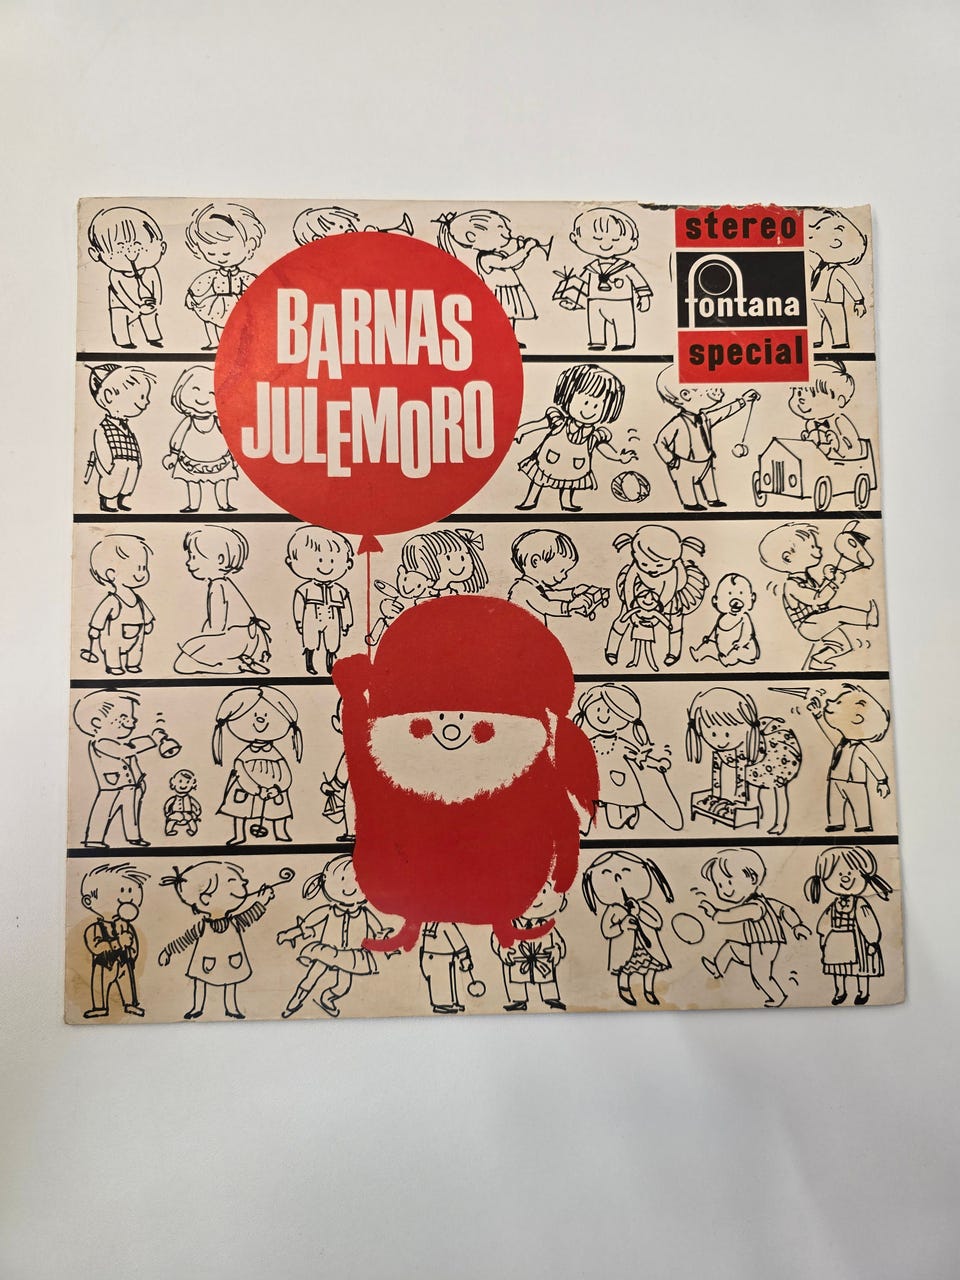 BARNAS
JULEMORO
stereo
fontana
special